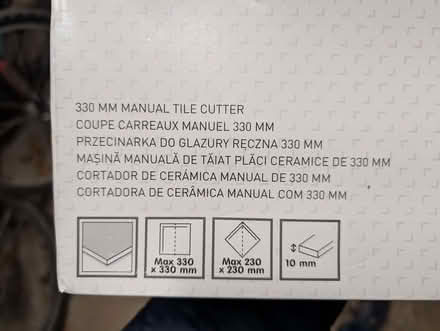 330 MM MANUAL TILE CUTTER
COUPE CARREAUX MANUEL 330 MM
PRZECINARKA DO GLAZURY RĘCZNA 330 MM
MAȘINĂ MANUALĂ DE TĂIAT PLĂCI CERAMICE DE 330 MM
CORTADOR DE CERÁMICA MANUAL DE 330 MM
CORTADORA DE CERÂMICA MANUAL COM 330 MM
Max 330
x 330 mm
Max 230
x 230 mm
10 mm